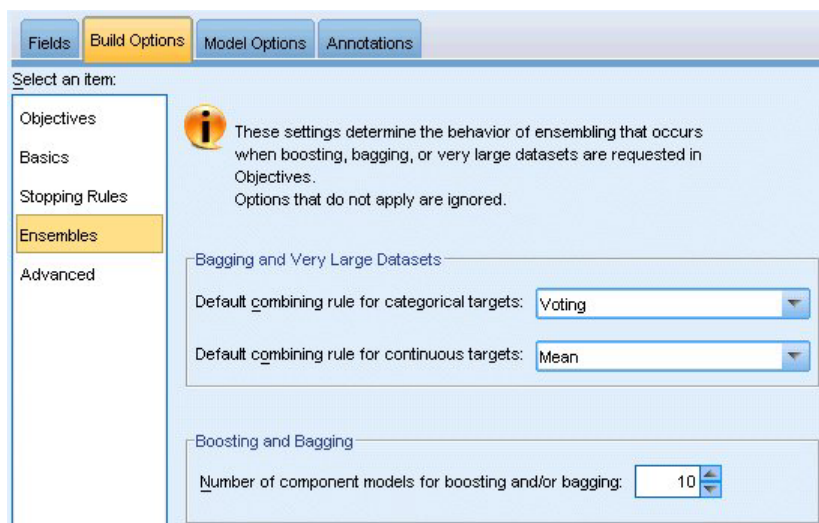 Fields Build Options Model Options Annotations
Select an item:
Objectives
Basics
Stopping Rules
Ensembles
Advanced
These settings determine the behavior of ensembling that occurs
when boosting, bagging, or very large datasets are requested in
Objectives.
Options that do not apply are ignored.
Bagging and Very Large Datasets
Default combining rule for categorical targets: Voting
Default combining rule for continuous targets: Mean
Boosting and Bagging
Number of component models for boosting and/or bagging: 10